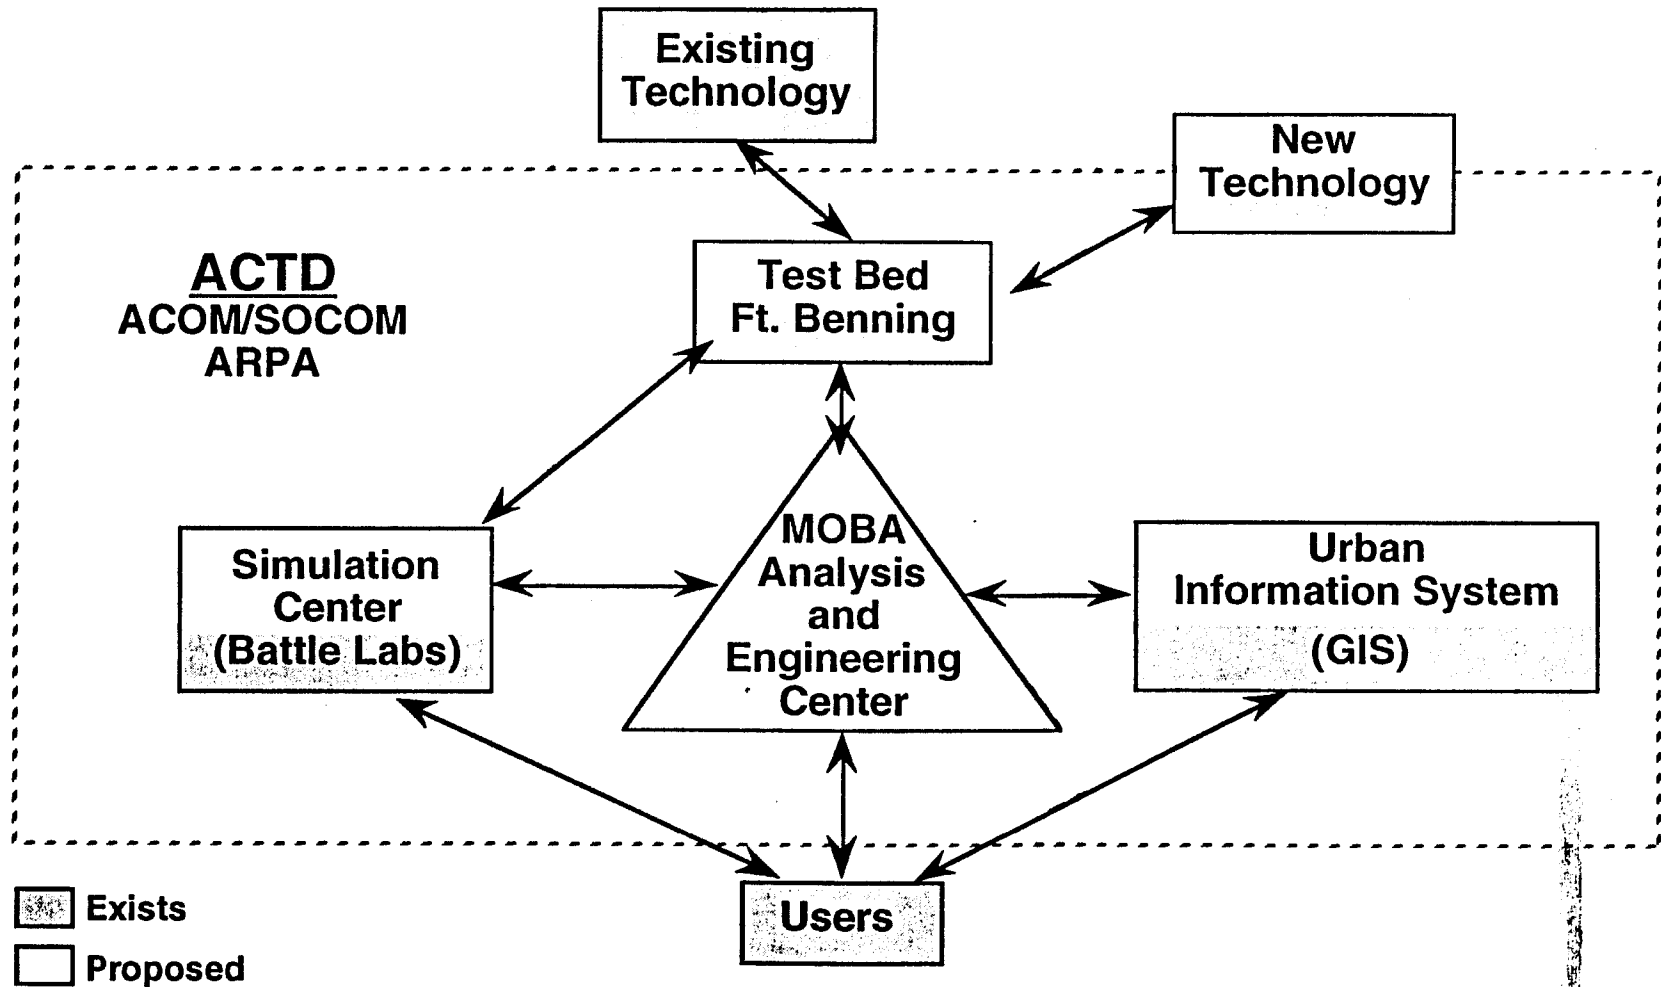 Existing
Technology
New
Technology
ACTD
ACOM/SOCOM
ARPA
Test Bed
Ft. Benning
Simulation
Center
(Battle Labs)
MOBA
Analysis
and
Engineering
Center
Urban
Information System
(GIS)
Users
Exists
Proposed